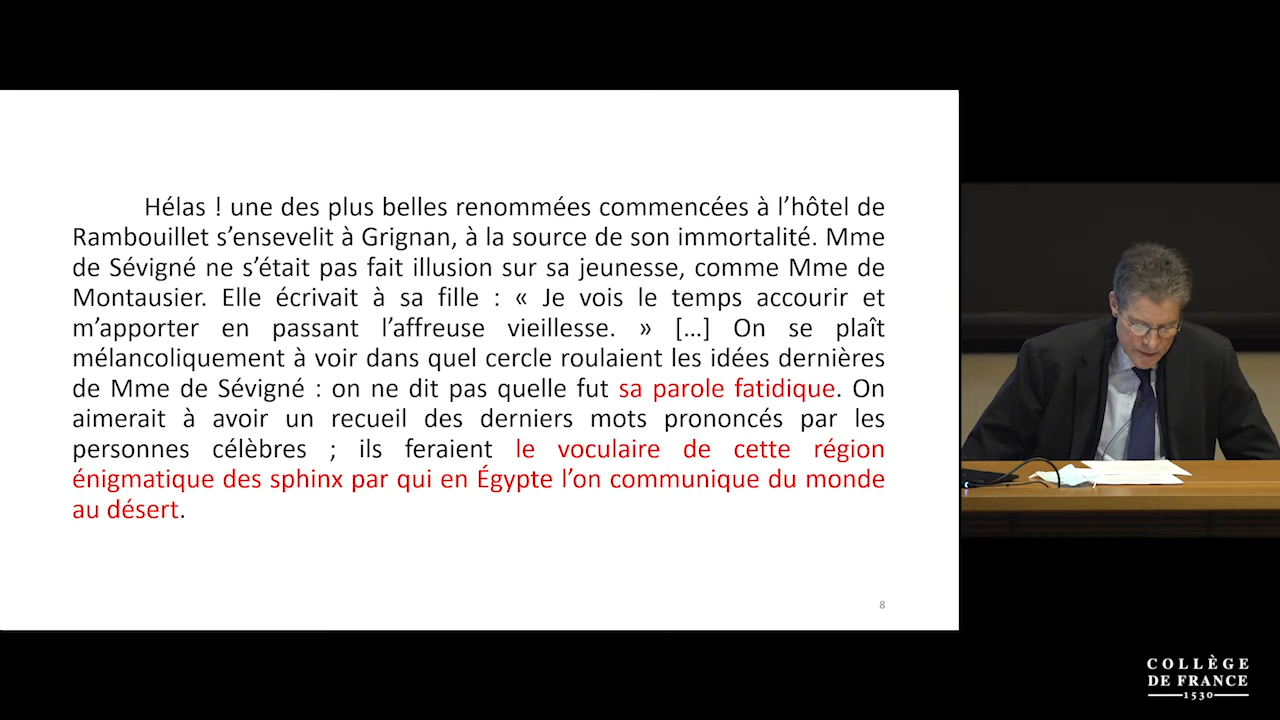 Hélas ! une des plus belles renommées commencées à l’hôtel de
Rambouillet s’ensevelit à Grignan, à la source de son immortalité. Mme
de Sévigné ne s’était pas fait illusion sur sa jeunesse, comme Mme de
Montausier. Elle écrivait à sa fille : « Je vois le temps accourir et
m’apporter en passant l’affreuse vieillesse. » […] On se plaît
mélancoliquement à voir dans quel cercle roulaient les idées dernières
de Mme de Sévigné : on ne dit pas quelle fut sa parole fatidique. On
aimerait à avoir un recueil des derniers mots prononcés par les
personnes célèbres ; ils feraient le voculaire de cette région
énigmatique des sphinx par qui en Égypte l’on communique du monde
au désert.
8
COLLÈGE
DE FRANCE
1530